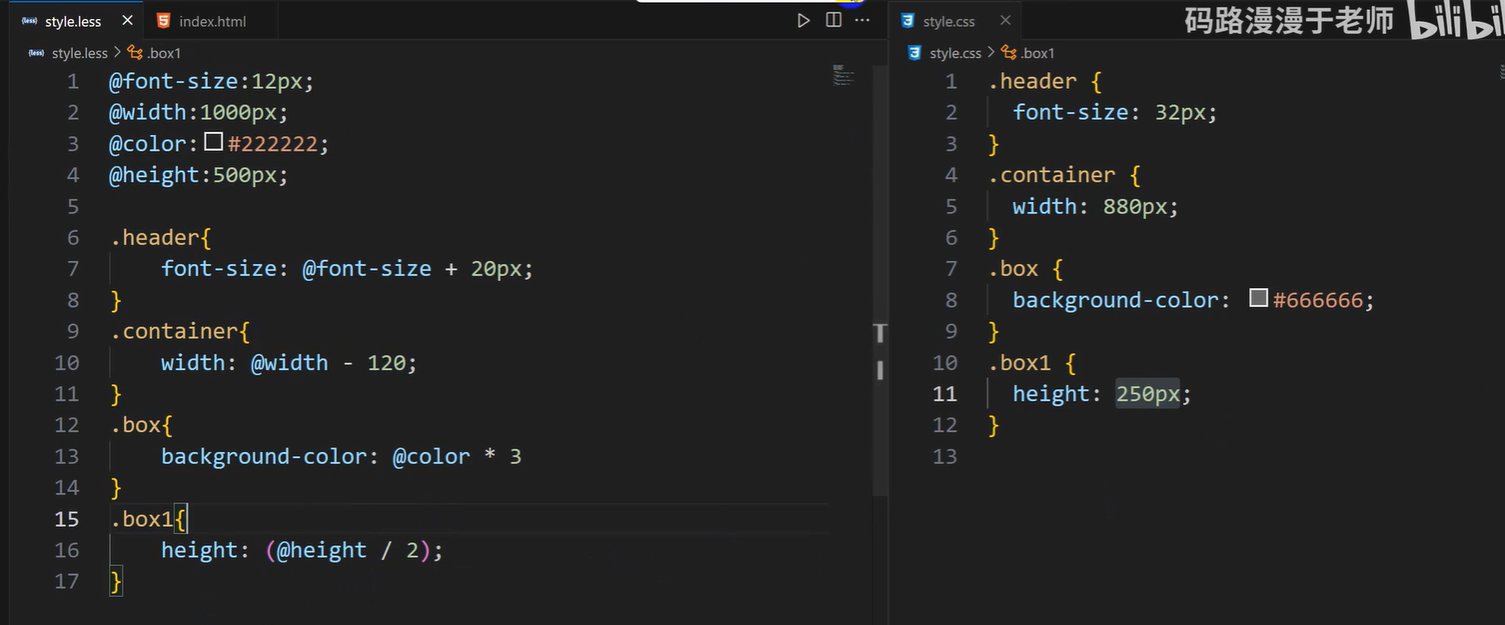 style.less
index.html
style.css
码路漫漫于老师 bilibili
style.less > .box1
style.css > .box1
1 @font-size:12px;
2 @width:1000px;
3 @color:#222222;
4 @height:500px;
5
6 .header{
7 font-size: @font-size + 20px;
8 }
9 .container{
10 width: @width - 120;
11 }
12 .box{
13 background-color: @color * 3
14 }
15 .box1{
16 height: (@height / 2);
17 }
1 .header {
2 font-size: 32px;
3 }
4 .container {
5 width: 880px;
6 }
7 .box {
8 background-color: #666666;
9 }
10 .box1 {
11 height: 250px;
12 }
13